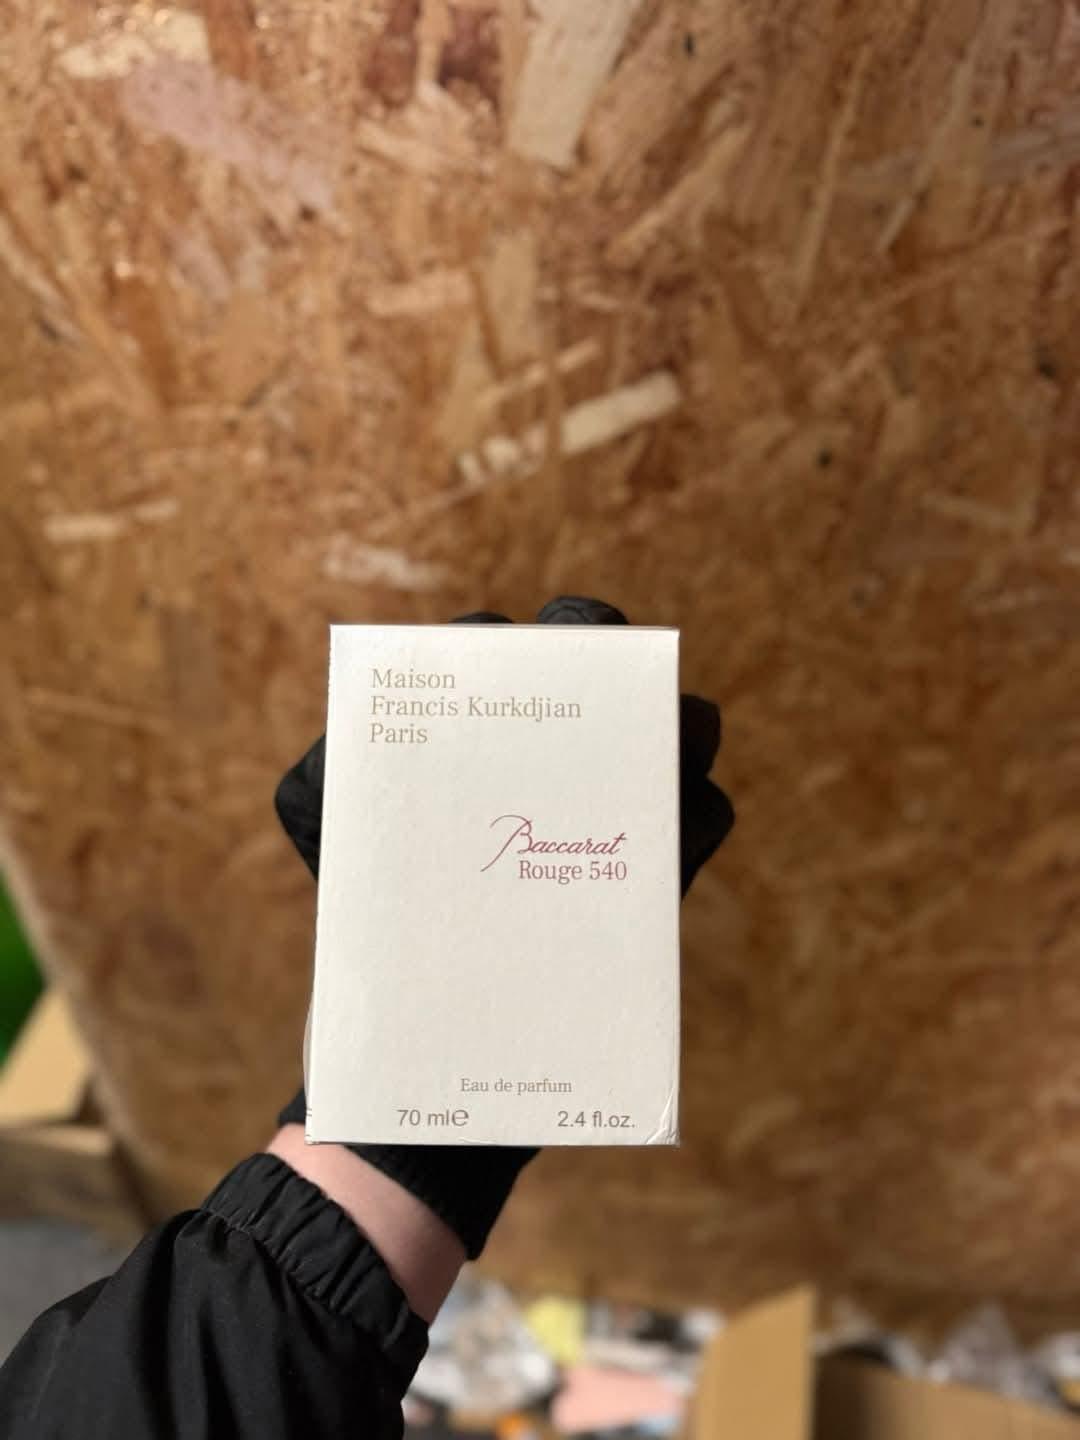 Maison
Francis Kurkdjian
Paris
Baccarat
Rouge 540
Eau de parfum
70 ml℮ 2.4 fl.oz.